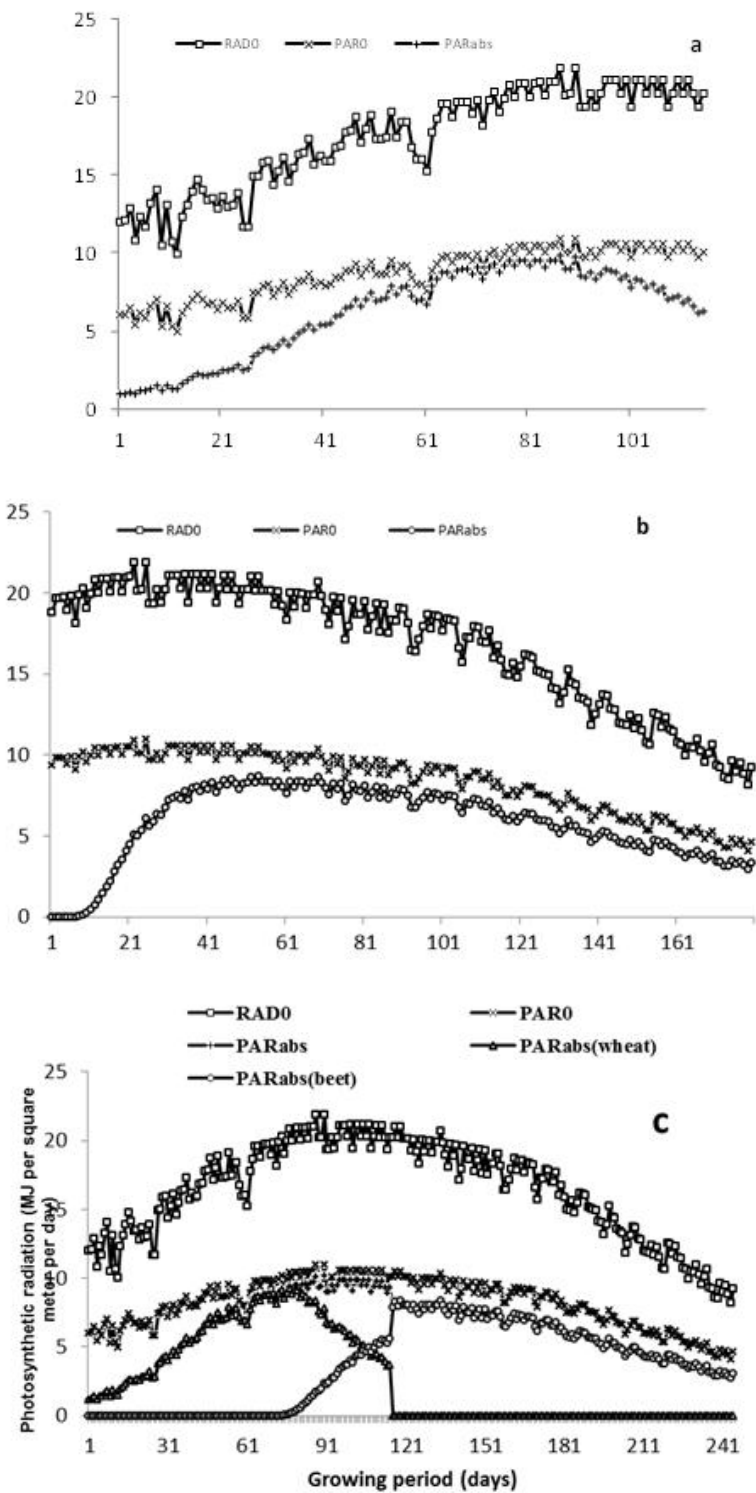 25
RAD0 PAR0 PARabs a
20
15
10
5
0
1 21 41 61 81 101
25
RAD0 PAR0 PARabs b
20
15
10
5
0
1 21 41 61 81 101 121 141 161
RAD0 PAR0
PARabs PARabs(wheat)
PARabs(beet)
25
C
20
15
10
5
0
Photosynthetic radiation (MJ per square
meter per day)
1 31 61 91 121 151 181 211 241
Growing period (days)